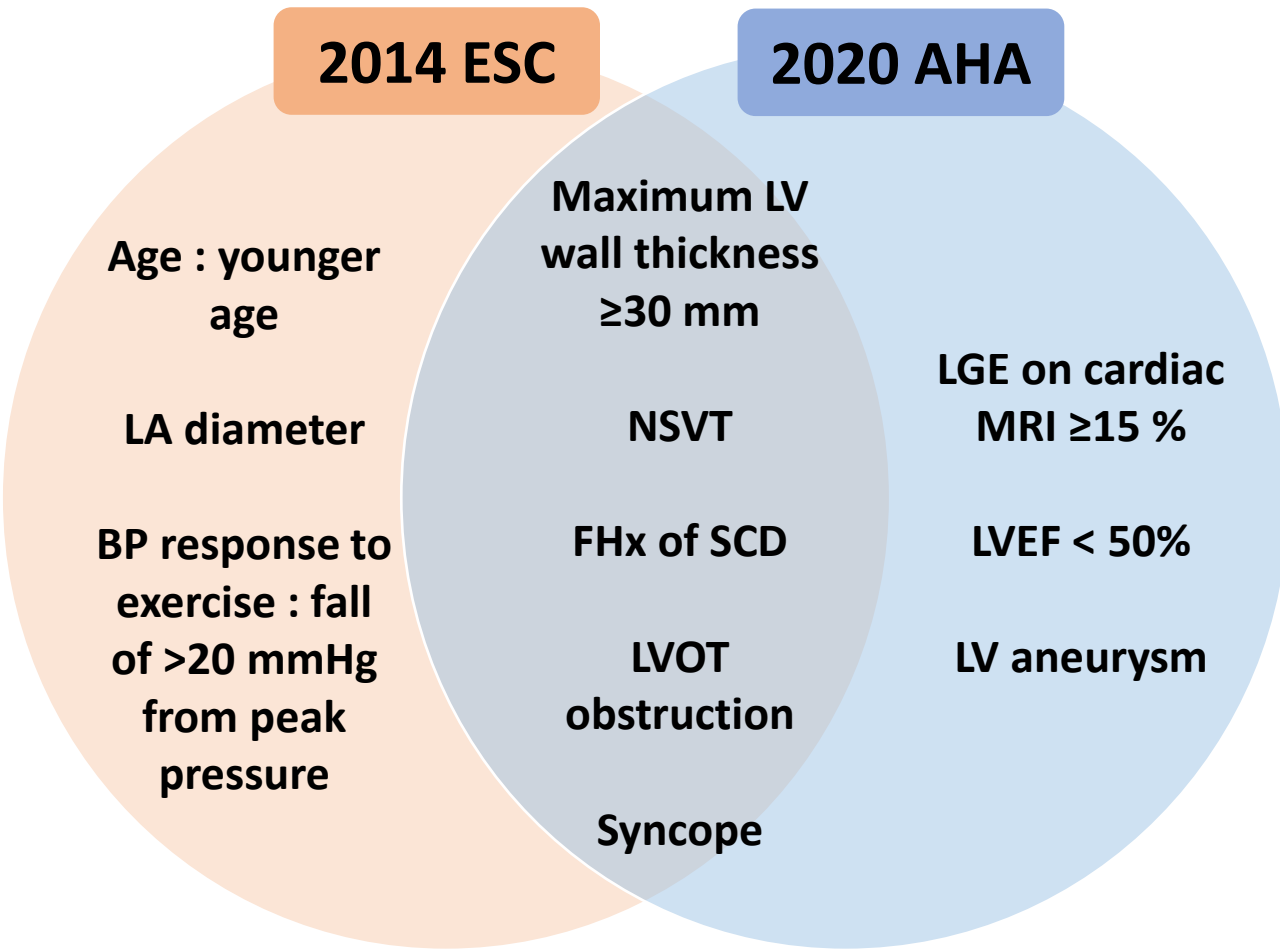 2014 ESC
2020 AHA
Age : younger
age
LA diameter
BP response to
exercise : fall
of >20 mmHg
from peak
pressure
Maximum LV
wall thickness
≥30 mm
NSVT
FHx of SCD
LVOT
obstruction
Syncope
LGE on cardiac
MRI ≥15 %
LVEF < 50%
LV aneurysm